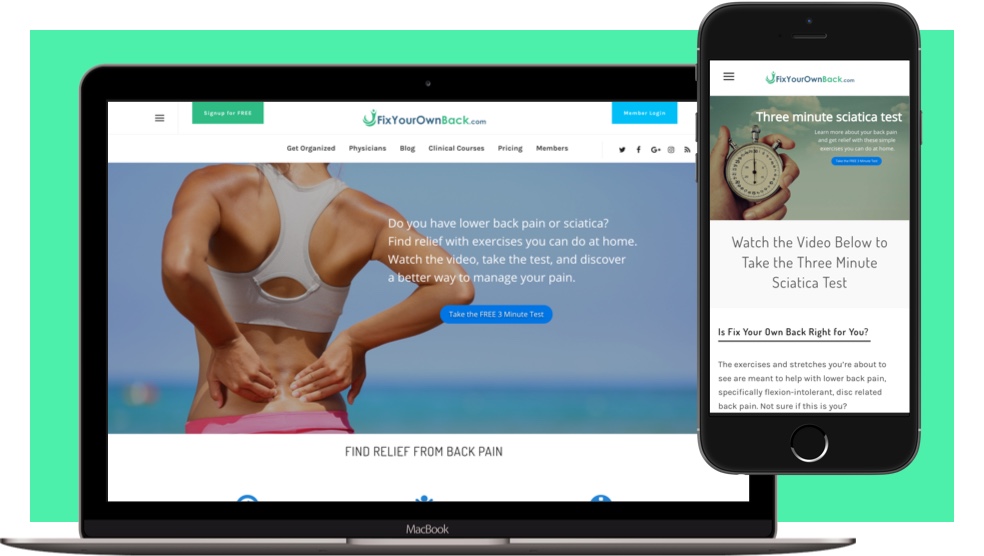 Signup for FREE
FixYourOwnBack.com
Member Login
Get Organized Physicians Blog Clinical Courses Pricing Members
Do you have lower back pain or sciatica?
Find relief with exercises you can do at home.
Watch the video, take the test, and discover
a better way to manage your pain.
Take the FREE 3 Minute Test
FIND RELIEF FROM BACK PAIN
MacBook
FixYourOwnBack.com
Three minute sciatica test
Learn more about your back pain
and get relief with these simple
exercises you can do at home.
Take the FREE 3 Minute Test
Watch the Video Below to
Take the Three Minute
Sciatica Test
Is Fix Your Own Back Right for You?
The exercises and stretches you're about to
see are meant to help with lower back pain,
specifically flexion-intolerant, disc related
back pain. Not sure if this is you?